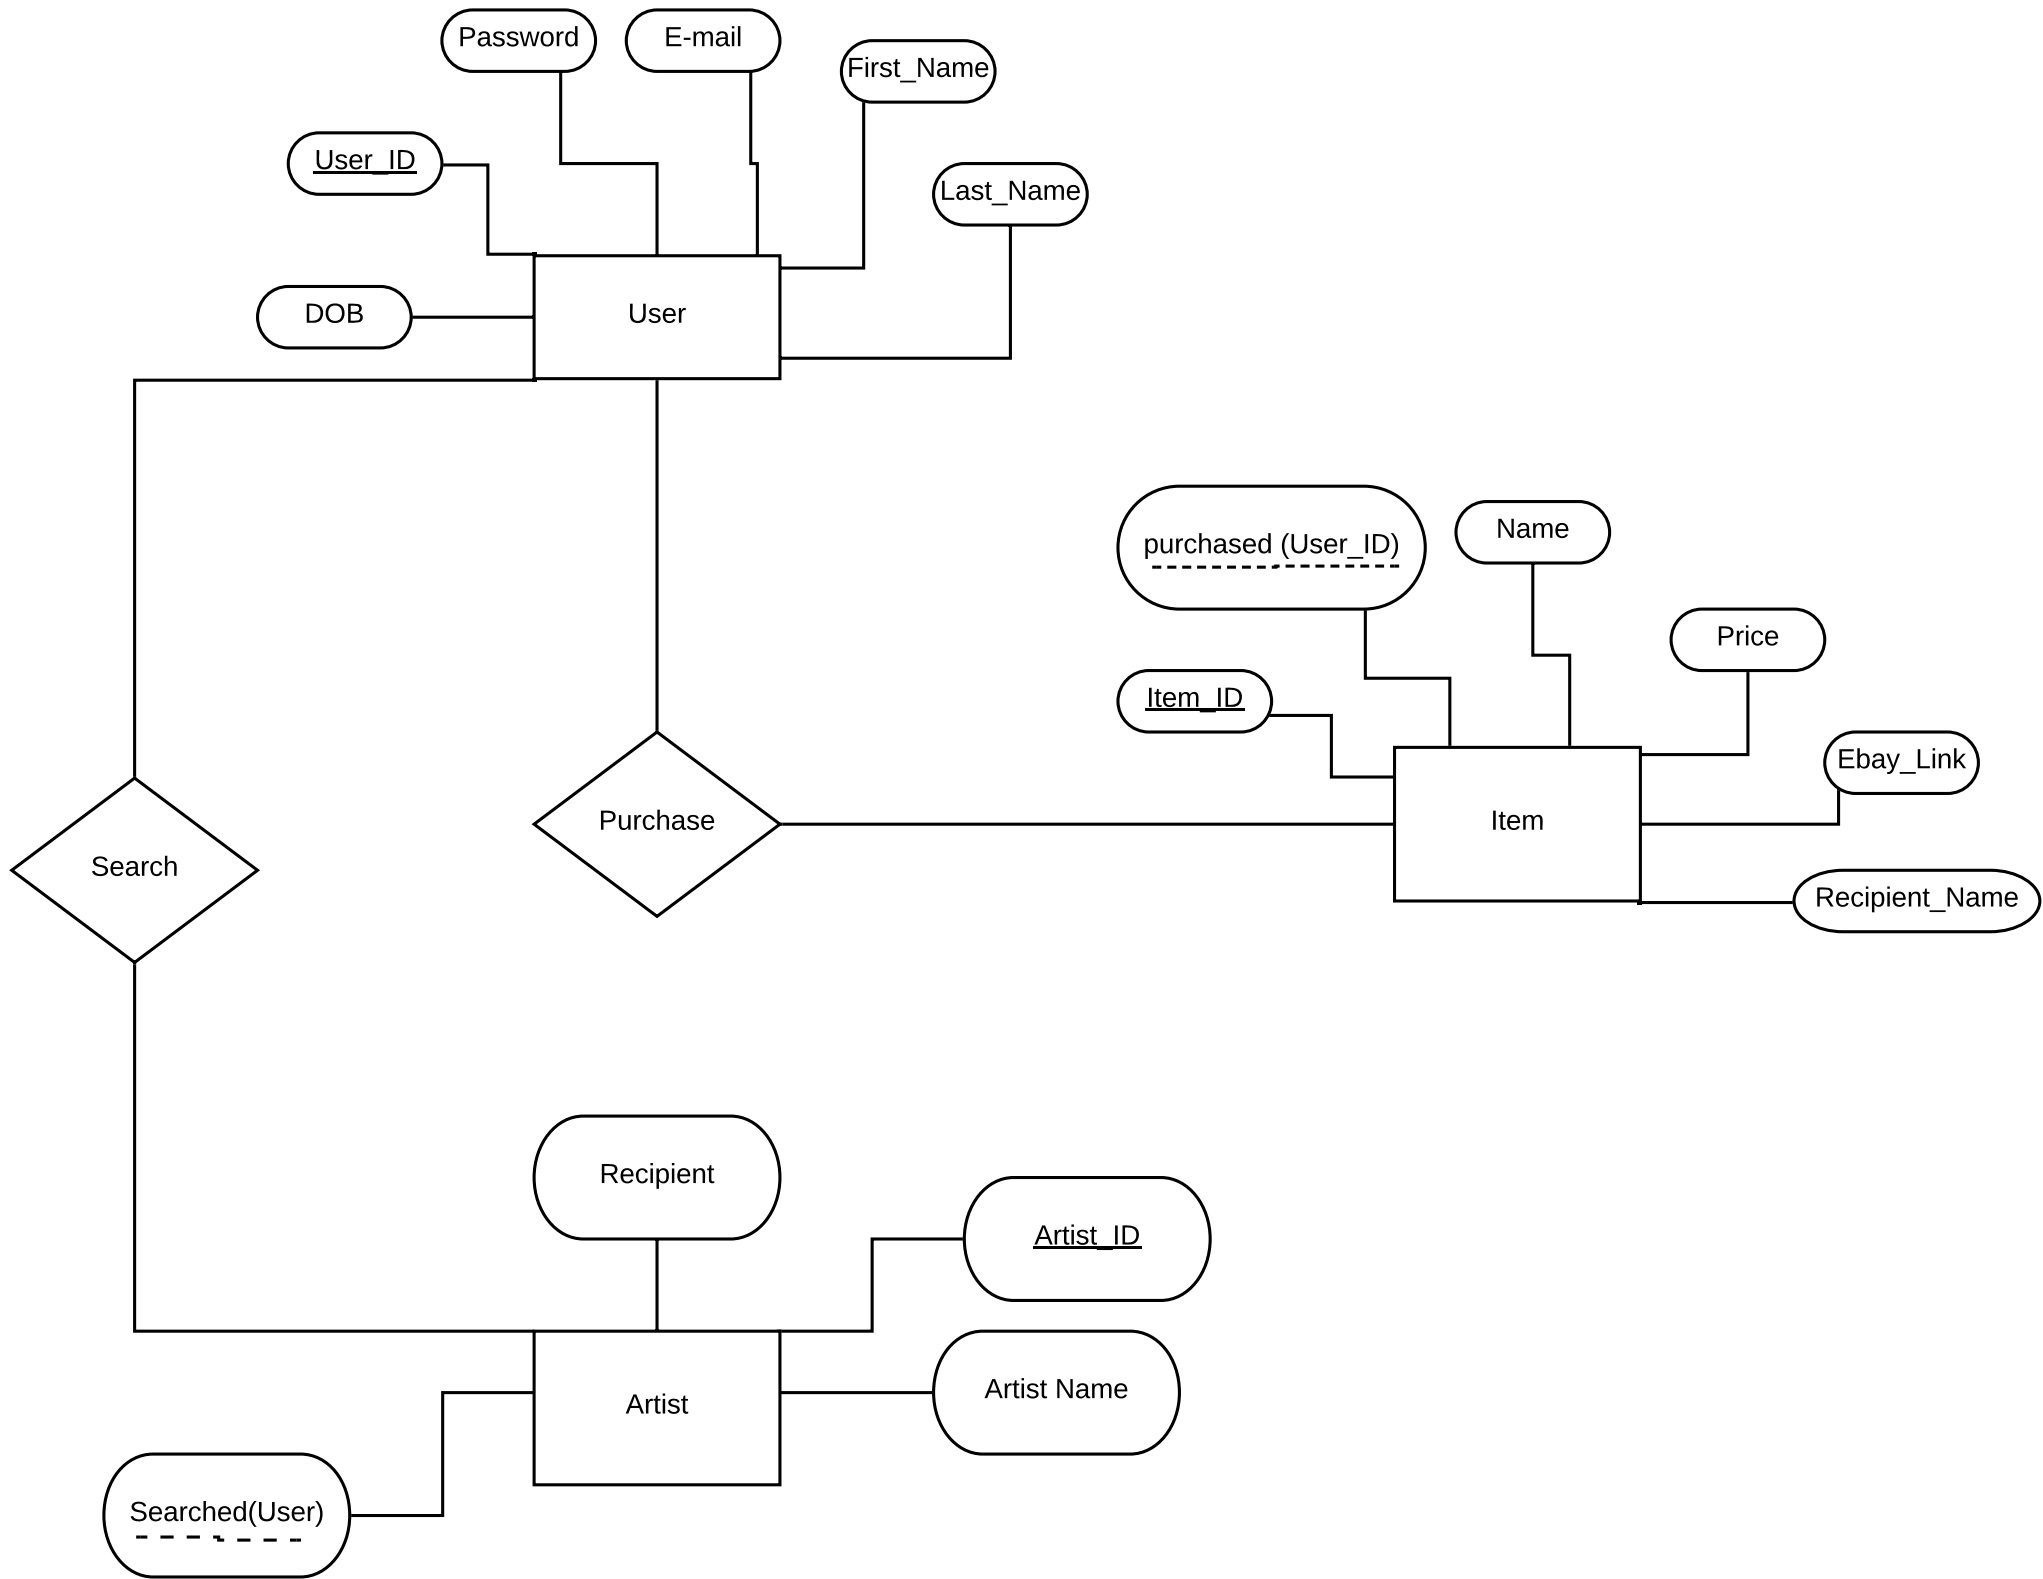 Password
E-mail
First_Name
User_ID
Last_Name
DOB
User
purchased (User_ID)
Name
Price
Item_ID
Ebay_Link
Purchase
Item
Search
Recipient_Name
Recipient
Artist_ID
Artist Name
Artist
Searched(User)